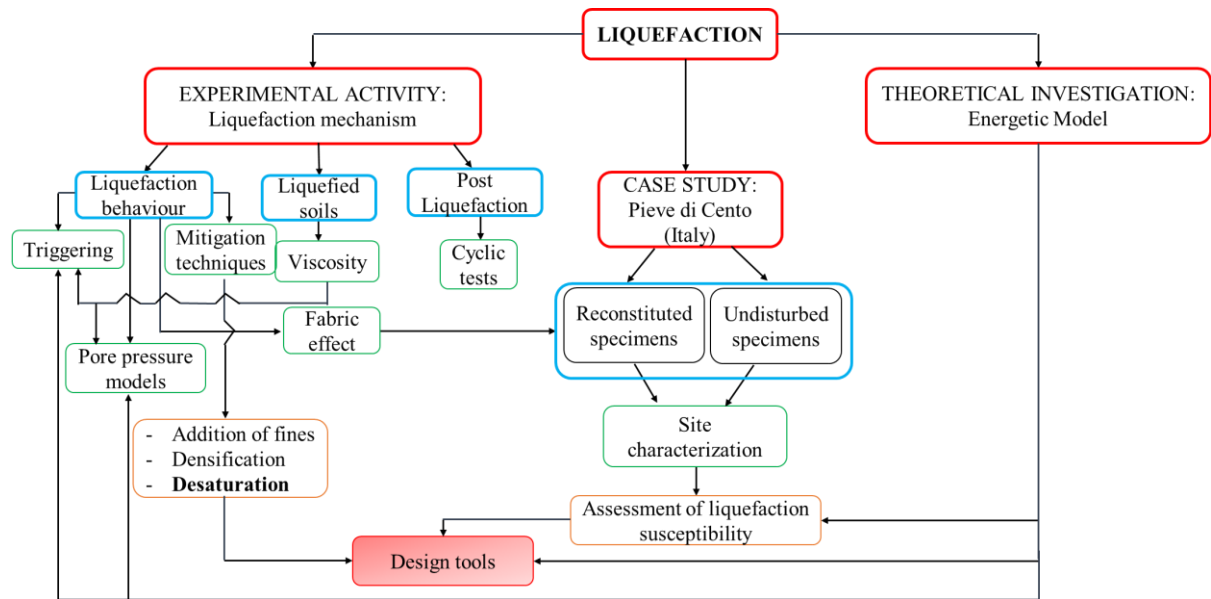 LIQUEFACTION
EXPERIMENTAL ACTIVITY:
Liquefaction mechanism
THEORETICAL INVESTIGATION:
Energetic Model
Liquefaction
behaviour
Liquefied
soils
Post
Liquefaction
CASE STUDY:
Pieve di Cento
(Italy)
Triggering
Mitigation
techniques
Viscosity
Cyclic
tests
Reconstituted
specimens
Undisturbed
specimens
Fabric
effect
Pore pressure
models
- Addition of fines
- Densification
- Desaturation
Site
characterization
Assessment of liquefaction
susceptibility
Design tools